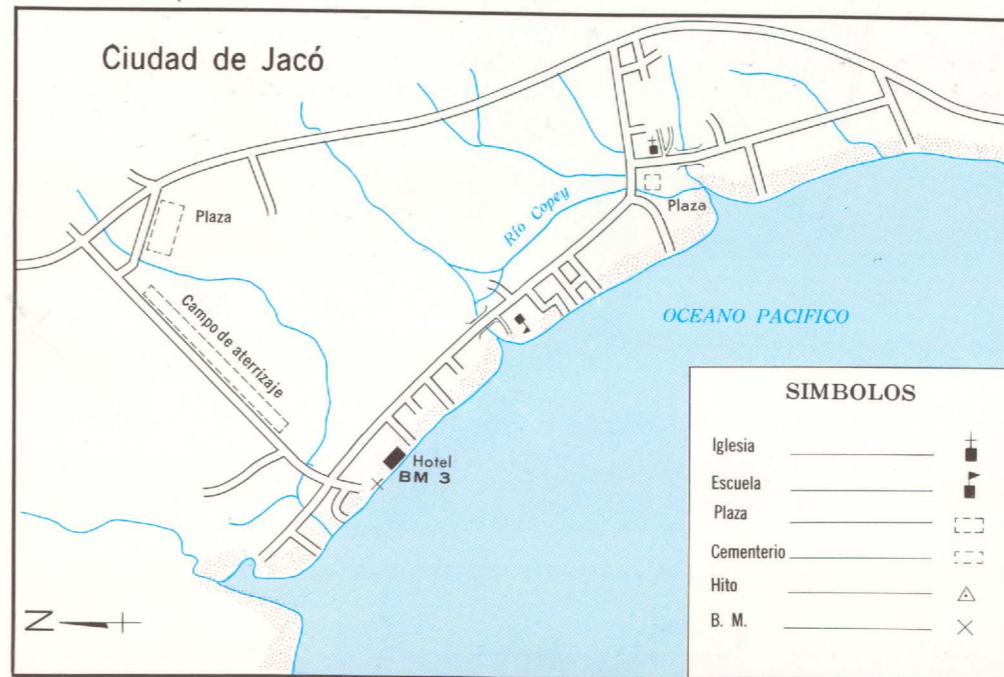 Ciudad de Jacó
Plaza
Campo de aterrizaje
Río Copey
Plaza
OCEANO PACIFICO
Hotel
BM 3
N
SIMBOLOS
Iglesia
Escuela
Plaza
Cementerio
Hito
B. M.